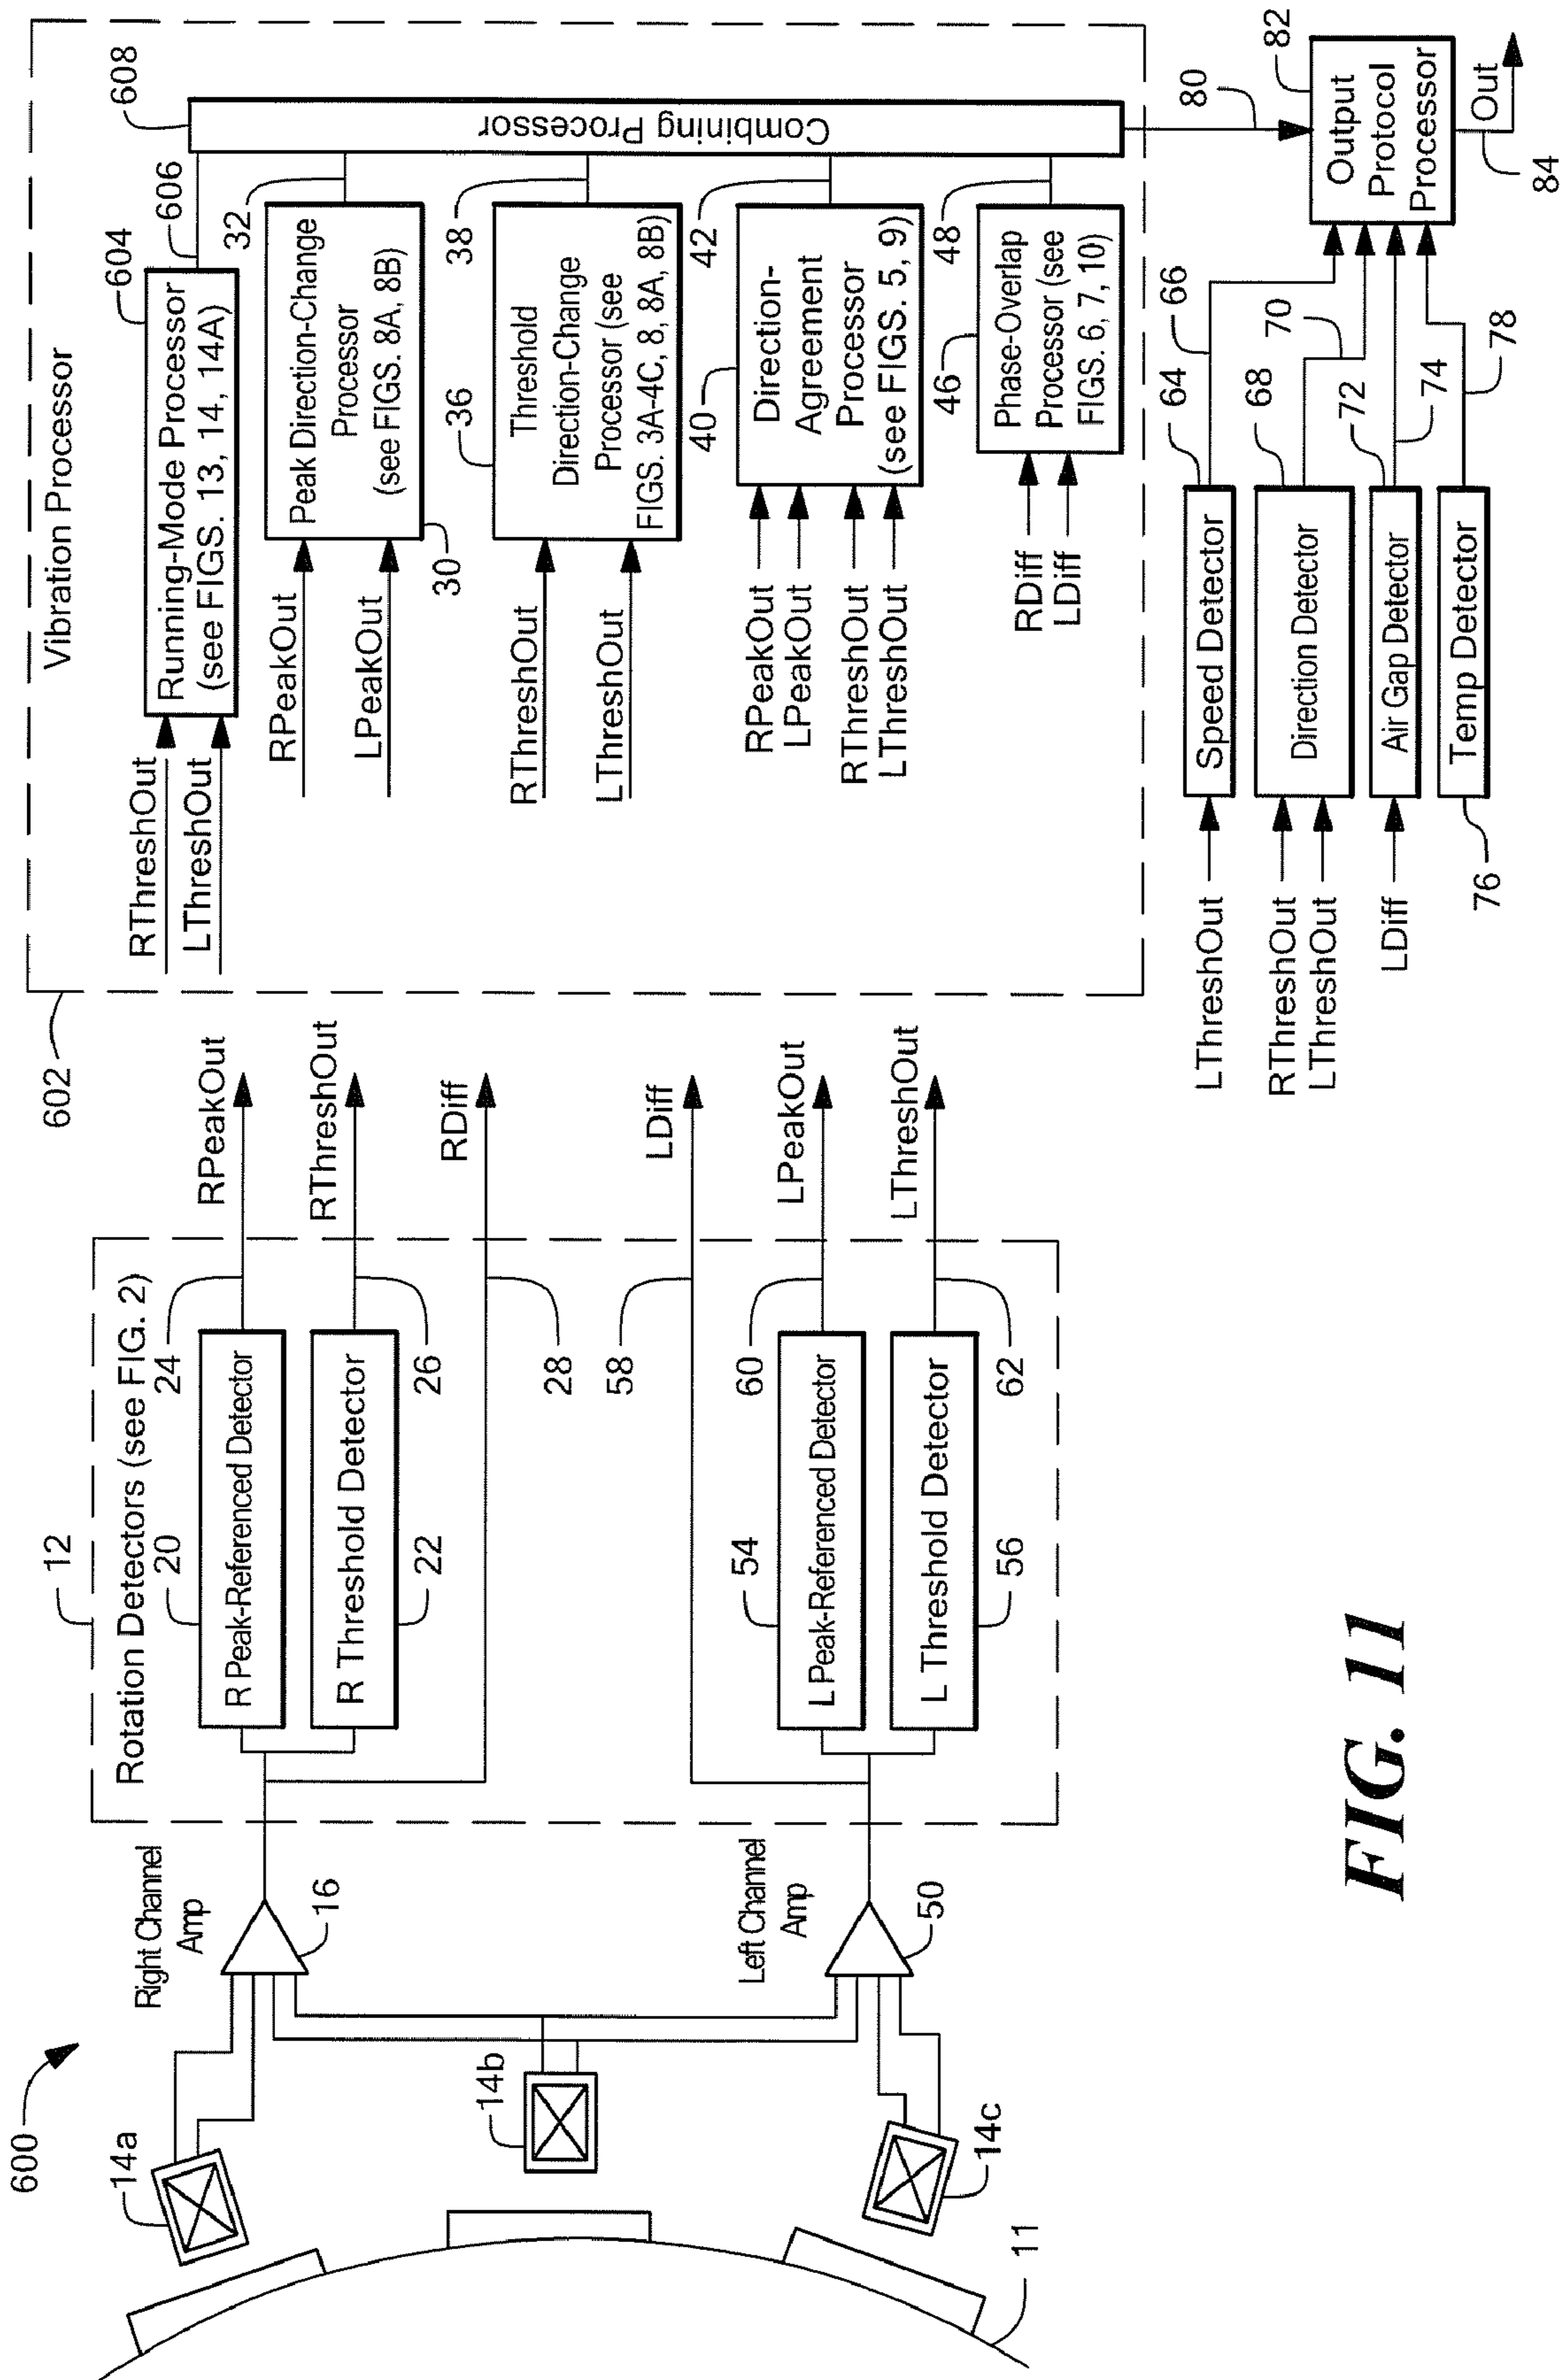 600
14a
14b
14c
11
Right Channel
Amp
16
Left Channel
Amp
50
12
Rotation Detectors (see FIG. 2)
20
R Peak-Referenced Detector
24
RPeakOut
R Threshold Detector
22
26
RThreshOut
28
RDiff
58
LDiff
54
L Peak-Referenced Detector
60
LPeakOut
L Threshold Detector
56
62
LThreshOut
602
Vibration Processor
RThreshOut
LThreshOut
604
Running-Mode Processor
(see FIGS. 13, 14, 14A)
606
608
RPeakOut
LPeakOut
30
Peak Direction-Change
Processor
(see FIGS. 8A, 8B)
32
RThreshOut
LThreshOut
36
Threshold
Direction-Change
Processor (see
FIGS. 3A-4C, 8, 8A, 8B)
38
Combining Processor
RPeakOut
LPeakOut
RThreshOut
LThreshOut
40
Direction-
Agreement
Processor
(see FIGS. 5, 9)
42
RDiff
LDiff
46
Phase-Overlap
Processor (see
FIGS. 6, 7, 10)
48
80
LThreshOut
Speed Detector
64
66
RThreshOut
LThreshOut
Direction Detector
68
70
LDiff
Air Gap Detector
72
74
76
Temp Detector
78
82
Output
Protocol
Processor
Out
84
FIG. 11